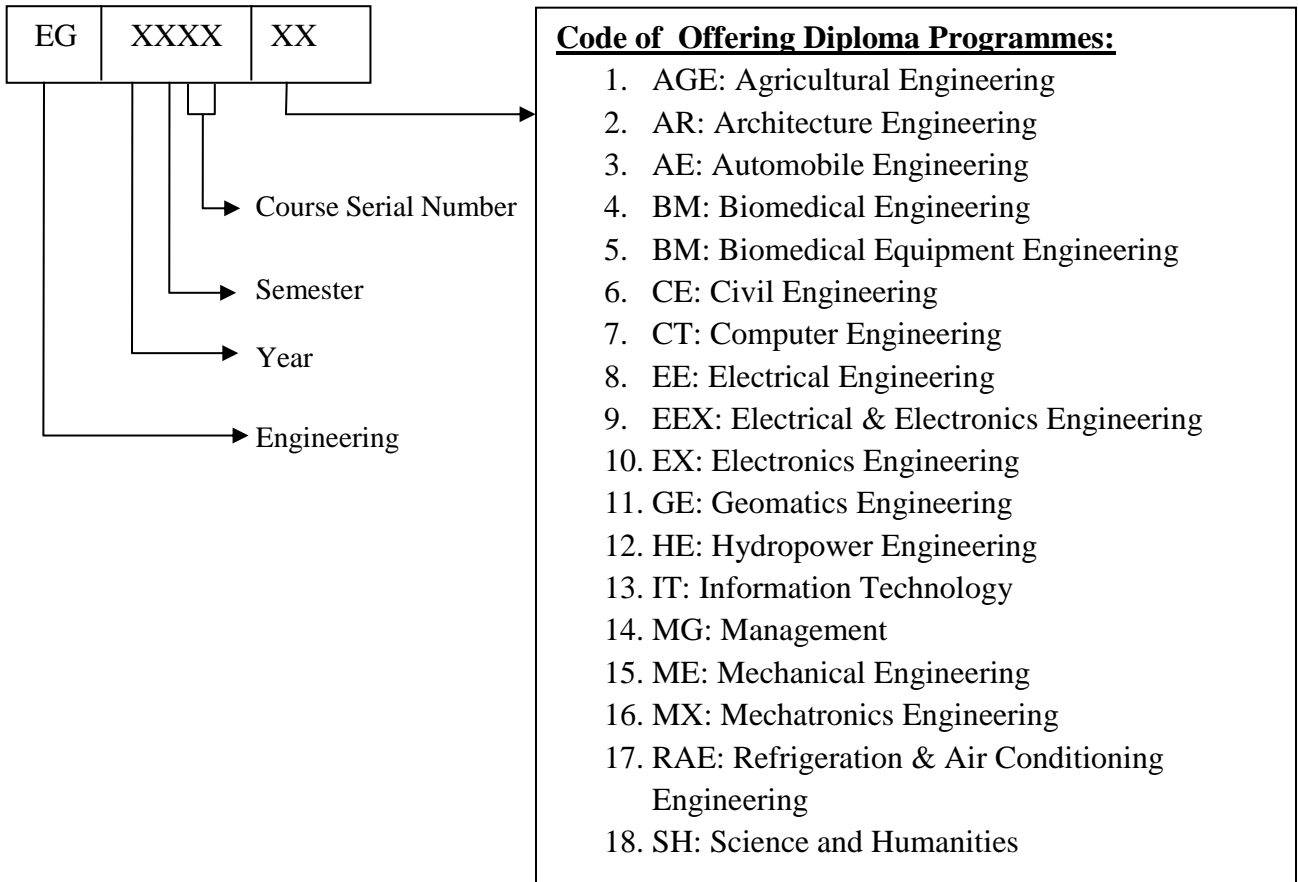 EG XXXX XX
Course Serial Number
Semester
Year
Engineering
Code of Offering Diploma Programmes:
1. AGE: Agricultural Engineering
2. AR: Architecture Engineering
3. AE: Automobile Engineering
4. BM: Biomedical Engineering
5. BM: Biomedical Equipment Engineering
6. CE: Civil Engineering
7. CT: Computer Engineering
8. EE: Electrical Engineering
9. EEX: Electrical & Electronics Engineering
10. EX: Electronics Engineering
11. GE: Geomatics Engineering
12. HE: Hydropower Engineering
13. IT: Information Technology
14. MG: Management
15. ME: Mechanical Engineering
16. MX: Mechatronics Engineering
17. RAE: Refrigeration & Air Conditioning
Engineering
18. SH: Science and Humanities